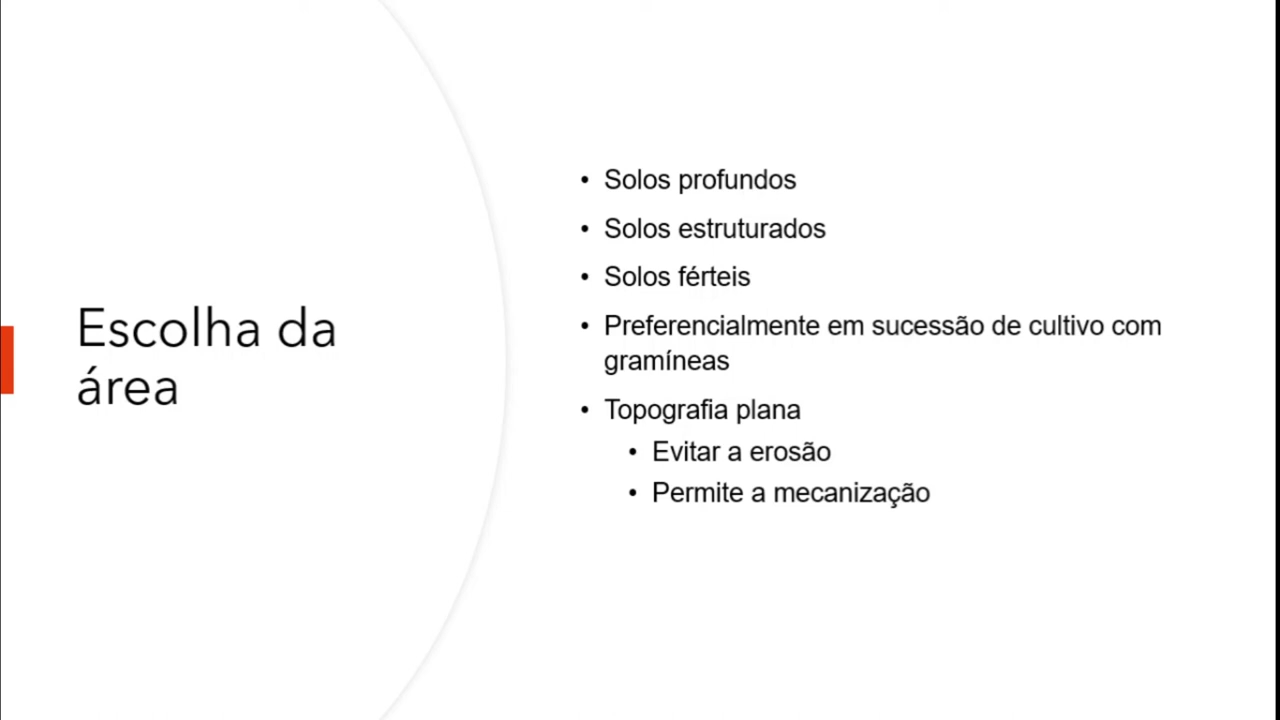 Escolha da
área
• Solos profundos
• Solos estruturados
• Solos férteis
• Preferencialmente em sucessão de cultivo com
gramíneas
• Topografia plana
• Evitar a erosão
• Permite a mecanização